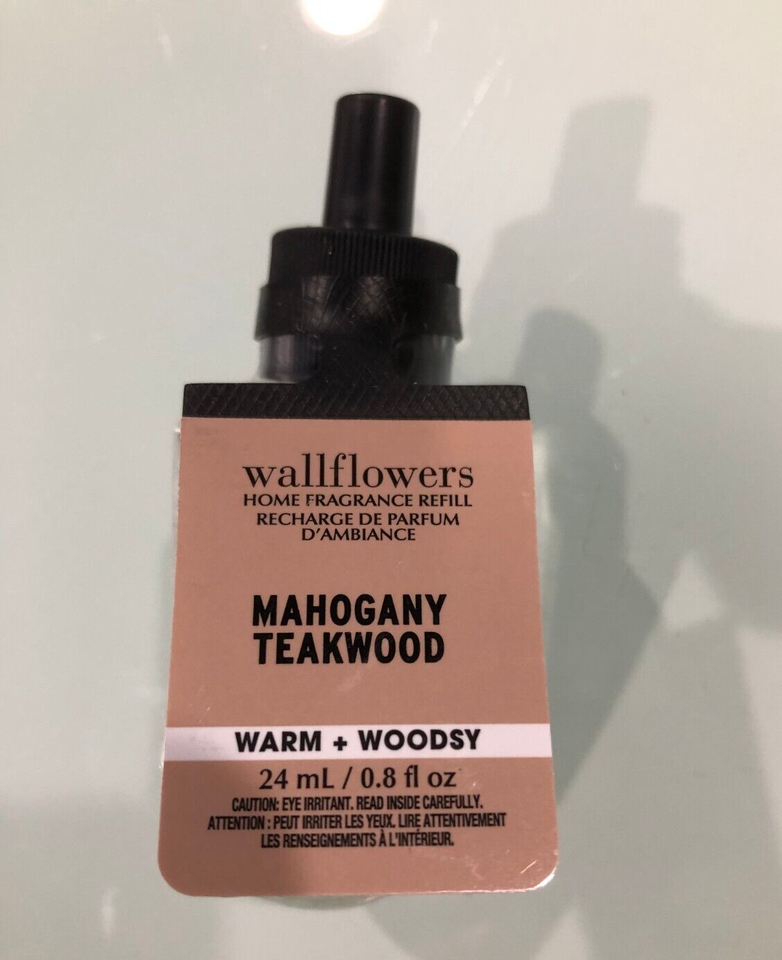 wallflowers
HOME FRAGRANCE REFILL
RECHARGE DE PARFUM
D'AMBIANCE
MAHOGANY
TEAKWOOD
WARM + WOODSY
24 mL / 0.8 fl oz
CAUTION: EYE IRRITANT. READ INSIDE CAREFULLY.
ATTENTION : PEUT IRRITER LES YEUX. LIRE ATTENTIVEMENT
LES RENSEIGNEMENTS À L'INTÉRIEUR.